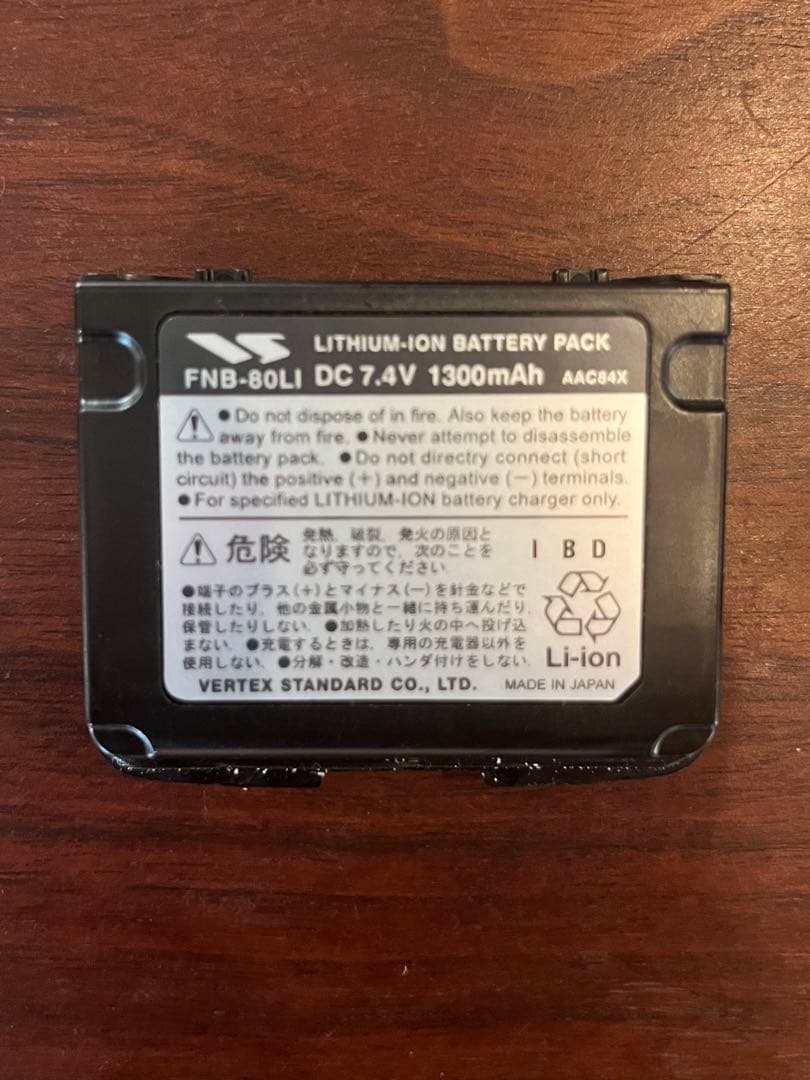 VS LITHIUM-ION BATTERY PACK
FNB-80LI DC 7.4V 1300mAh AAC84X
●Do not dispose of in fire. Also keep the battery
away from fire. ●Never attempt to disassemble
the battery pack. ●Do not directry connect (short
circuit) the positive (+) and negative (−) terminals.
●For specified LITHIUM-ION battery charger only.
危険
発熱, 破裂, 発火の原因と
なりますので, 次のことを
必ず守ってください.
I B D
●端子のプラス(+)とマイナス(−)を針金などで
接続したり, 他の金属小物と一緒に持ち運んだり,
保管したりしない. ●加熱したり火の中へ投げ込
まない. ●充電するときは, 専用の充電器以外を
使用しない. ●分解・改造・ハンダ付けをしない.
Li-ion
VERTEX STANDARD CO., LTD. MADE IN JAPAN